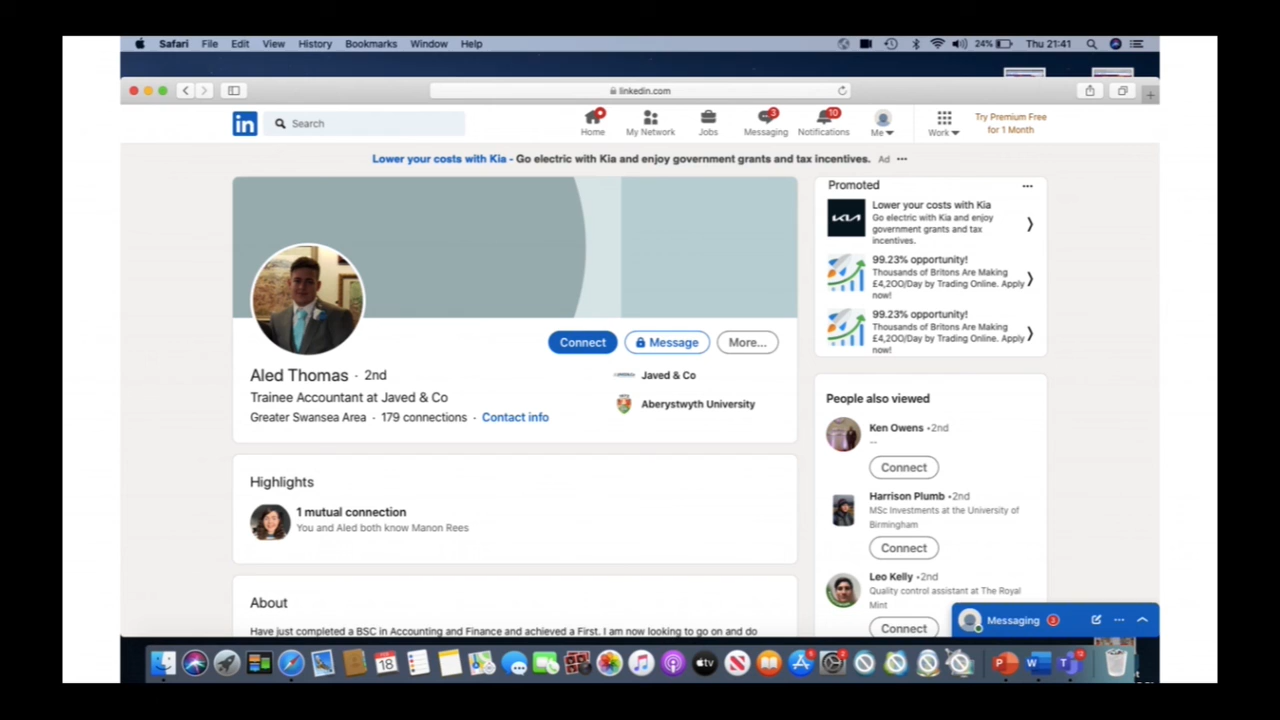 Safari File Edit View History Bookmarks Window Help 24% Thu 21:41
linkedin.com
in Search Home My Network Jobs Messaging 3 Notifications 10 Me Work Try Premium Free
for 1 Month
Lower your costs with Kia - Go electric with Kia and enjoy government grants and tax incentives. Ad ...
Connect Message More...
Aled Thomas · 2nd
Trainee Accountant at Javed & Co
Greater Swansea Area · 179 connections · Contact info
Javed & Co
Aberystwyth University
Highlights
1 mutual connection
You and Aled both know Manon Rees
About
Have just completed a BSC in Accounting and Finance and achieved a First. I am now looking to go on and do
Promoted ...
KIA
Lower your costs with Kia
Go electric with Kia and enjoy
government grants and tax
incentives.
99.23% opportunity!
Thousands of Britons Are Making
£4,200/Day by Trading Online. Apply
now!
99.23% opportunity!
Thousands of Britons Are Making
£4,200/Day by Trading Online. Apply
now!
People also viewed
Ken Owens •2nd
--
Connect
Harrison Plumb •2nd
MSc Investments at the University of
Birmingham
Connect
Leo Kelly •2nd
Quality control assistant at The Royal
Mint
Connect
Messaging 3 ...
18 tv